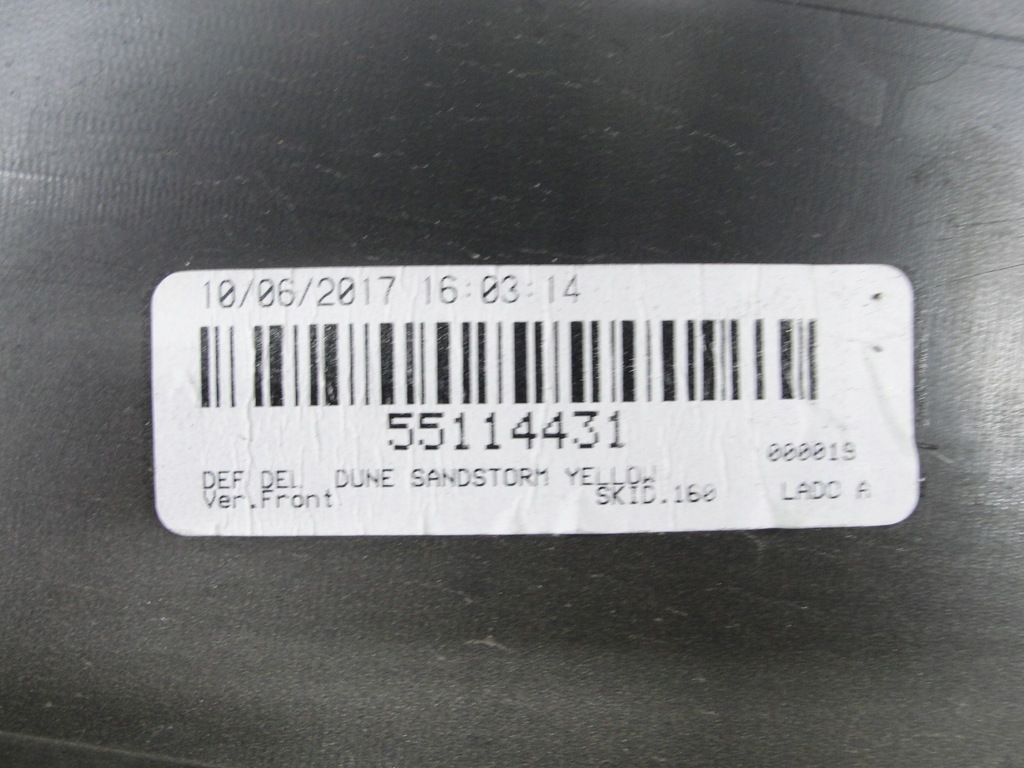 10/06/2017 16:03:14
55114431
000019
DEF DEL DUNE SANDSTORM YELLOW
Ver.Front SKID.160 LADO A